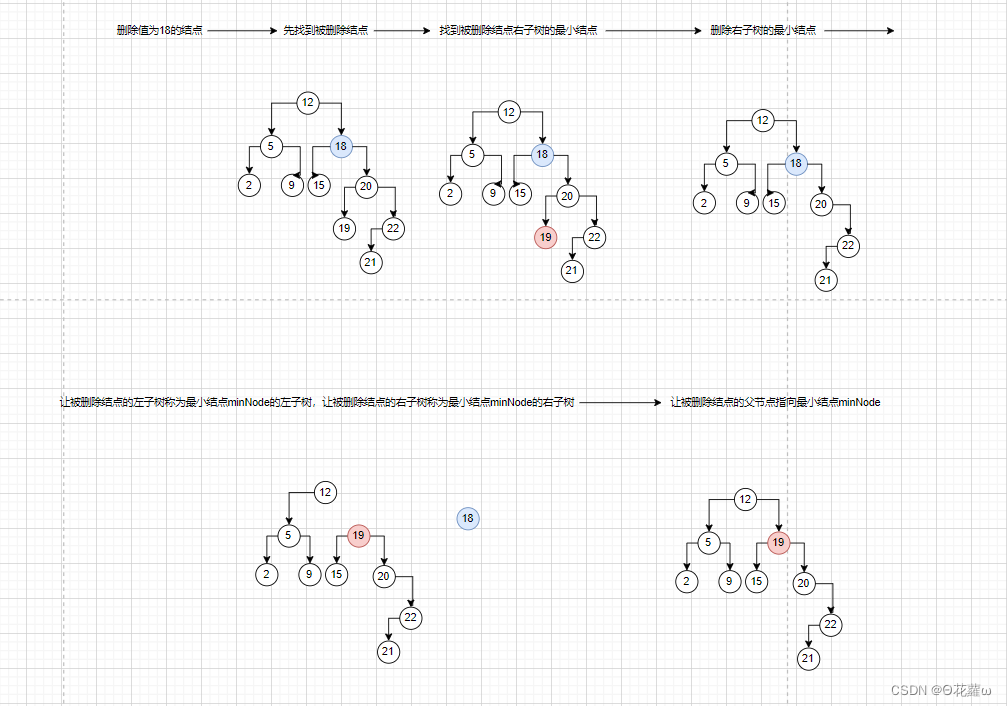 删除值为18的结点 先找到被删除结点 找到被删除结点右子树的最小结点 删除右子树的最小结点
12 12 12
5 18 5 18 5 18
2 9 15 20 2 9 15 20 2 9 15 20
19 22 19 22 22
21 21 21
让被删除结点的左子树称为最小结点minNode的左子树，让被删除结点的右子树称为最小结点minNode的右子树 让被删除结点的父节点指向最小结点minNode
12 18 12
5 19 5 19
2 9 15 20 2 9 15 20
22 22
21 21
CSDN @Θ花蘿ω